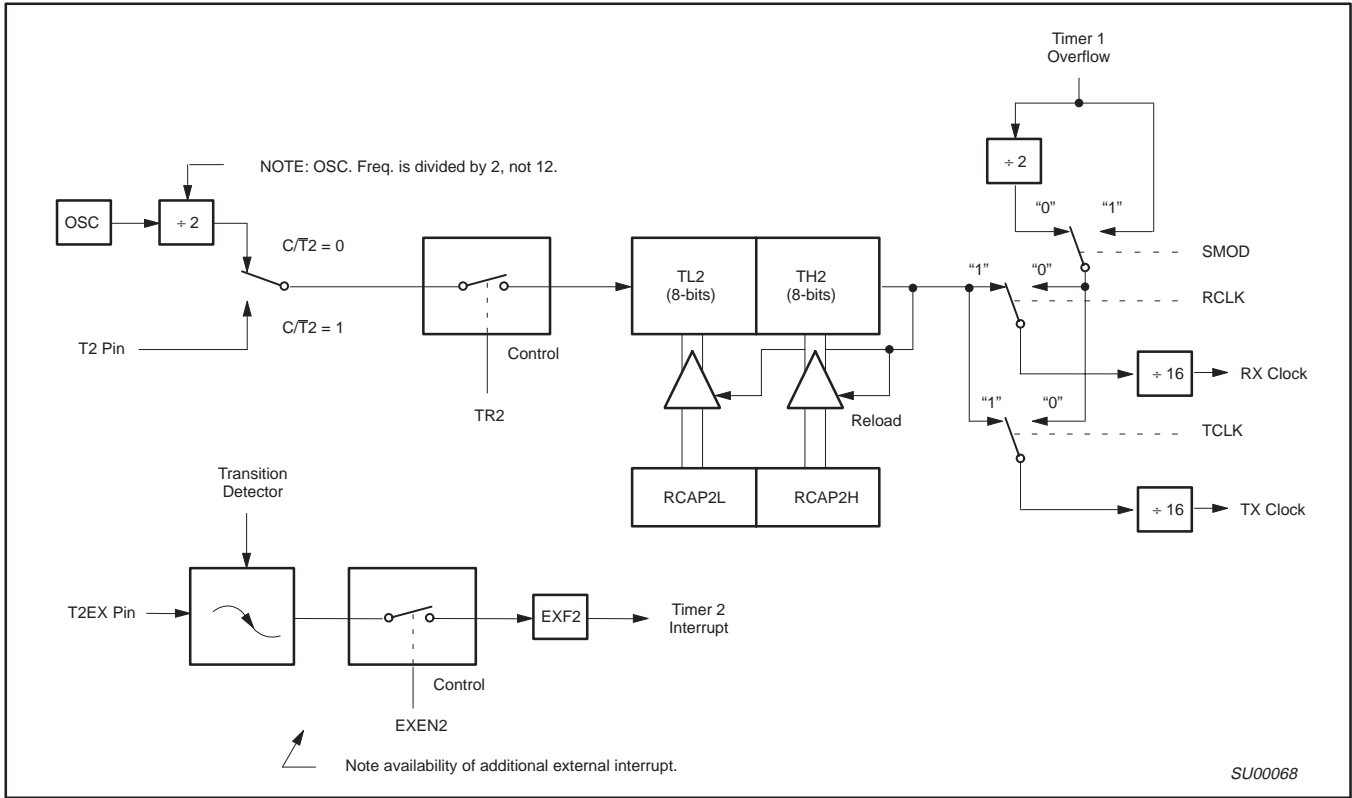 Timer 1
Overflow
÷ 2
"0"
"1"
SMOD
NOTE: OSC. Freq. is divided by 2, not 12.
OSC
÷ 2
C/T̅2 = 0
C/T̅2 = 1
T2 Pin
Control
TR2
TL2
(8-bits)
TH2
(8-bits)
Reload
RCAP2L
RCAP2H
“1”
“0”
RCLK
÷ 16
RX Clock
“1”
“0”
TCLK
÷ 16
TX Clock
Transition
Detector
T2EX Pin
Control
EXEN2
EXF2
Timer 2
Interrupt
Note availability of additional external interrupt.
SU00068